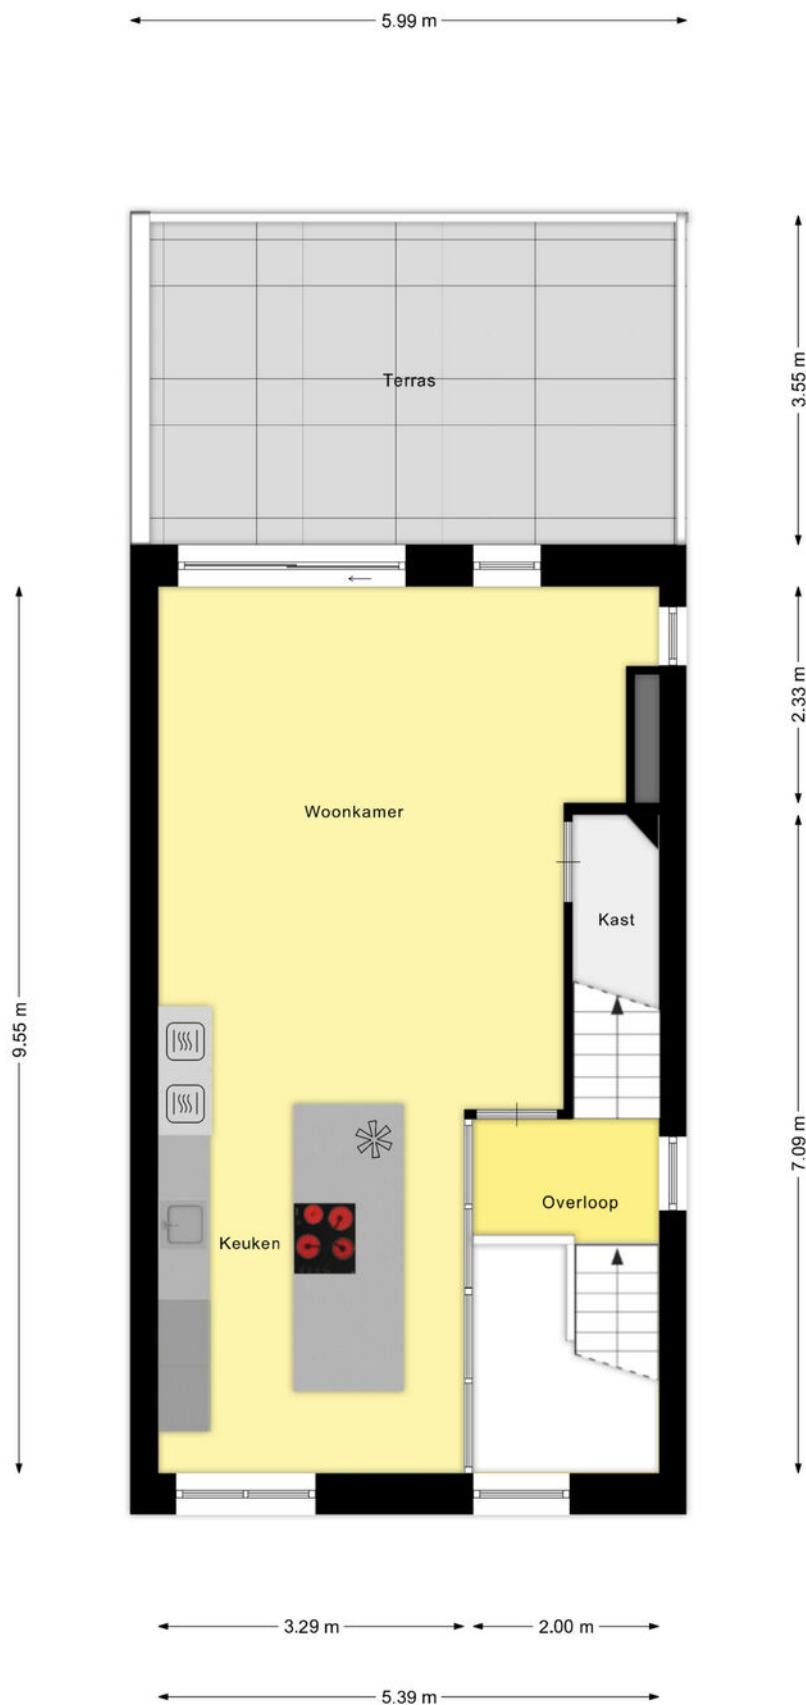 5.99 m
Terras
3.55 m
2.33 m
Woonkamer
Kast
9.55 m
7.09 m
Overloop
Keuken
3.29 m
2.00 m
5.39 m